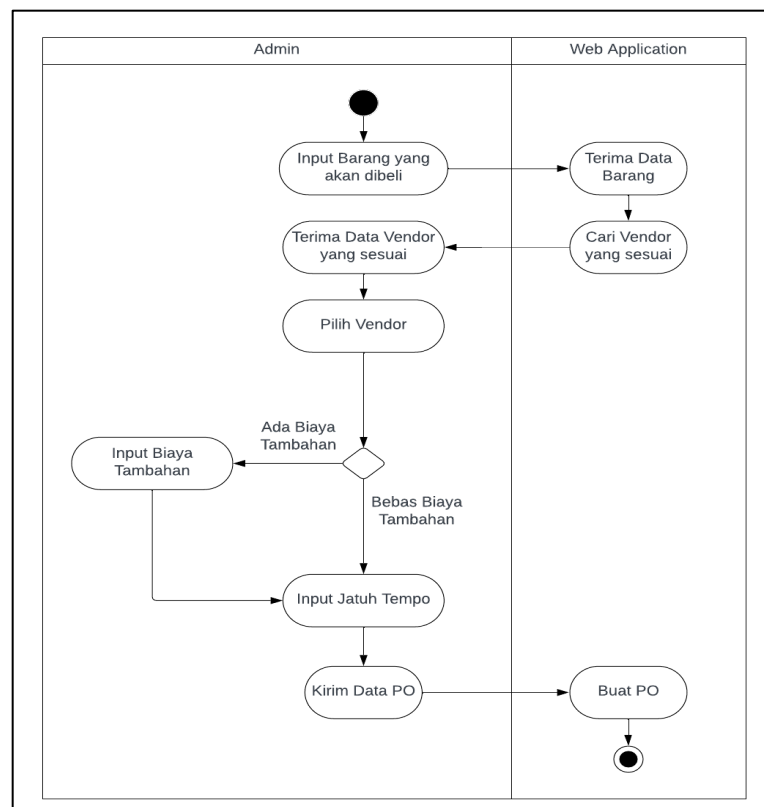 Admin
Web Application
Input Barang yang
akan dibeli
Terima Data
Barang
Terima Data Vendor
yang sesuai
Cari Vendor
yang sesuai
Pilih Vendor
Ada Biaya
Tambahan
Input Biaya
Tambahan
Bebas Biaya
Tambahan
Input Jatuh Tempo
Kirim Data PO
Buat PO